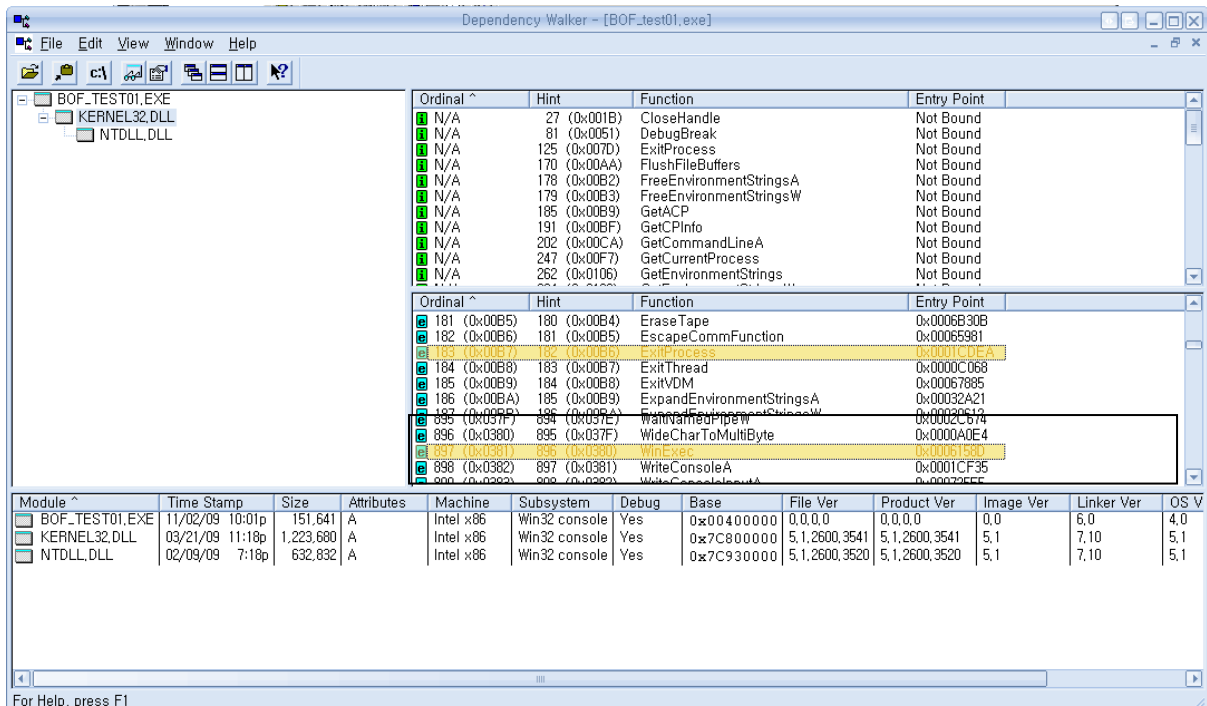 Dependency Walker - [BOF_test01.exe]
File Edit View Window Help
c:\
BOF_TEST01.EXE
KERNEL32.DLL
NTDLL.DLL
Ordinal ^ Hint Function Entry Point
N/A 27 (0x001B) CloseHandle Not Bound
N/A 81 (0x0051) DebugBreak Not Bound
N/A 125 (0x007D) ExitProcess Not Bound
N/A 170 (0x00AA) FlushFileBuffers Not Bound
N/A 178 (0x00B2) FreeEnvironmentStringsA Not Bound
N/A 179 (0x00B3) FreeEnvironmentStringsW Not Bound
N/A 185 (0x00B9) GetACP Not Bound
N/A 191 (0x00BF) GetCPInfo Not Bound
N/A 202 (0x00CA) GetCommandLineA Not Bound
N/A 247 (0x00F7) GetCurrentProcess Not Bound
N/A 262 (0x0106) GetEnvironmentStrings Not Bound
Ordinal ^ Hint Function Entry Point
e 181 (0x00B5) 180 (0x00B4) EraseTape 0x0006B30B
e 182 (0x00B6) 181 (0x00B5) EscapeCommFunction 0x00065981
e 183 (0x00B7) 182 (0x00B6) ExitProcess 0x0001CDEA
e 184 (0x00B8) 183 (0x00B7) ExitThread 0x0000C068
e 185 (0x00B9) 184 (0x00B8) ExitVDM 0x00067885
e 186 (0x00BA) 185 (0x00B9) ExpandEnvironmentStringsA 0x00032A21
e 895 (0x037F) 894 (0x037E) WaitNamedPipeW 0x0002C674
e 896 (0x0380) 895 (0x037F) WideCharToMultiByte 0x0000A0E4
e 897 (0x0381) 896 (0x0380) WinExec 0x0006158D
e 898 (0x0382) 897 (0x0381) WriteConsoleA 0x0001CF35
Module ^ Time Stamp Size Attributes Machine Subsystem Debug Base File Ver Product Ver Image Ver Linker Ver OS V
BOF_TEST01.EXE 11/02/09 10:01p 151,641 A Intel x86 Win32 console Yes 0x00400000 0.0.0.0 0.0.0.0 0.0 6.0 4.0
KERNEL32.DLL 03/21/09 11:18p 1,223,680 A Intel x86 Win32 console Yes 0x7C800000 5.1.2600.3541 5.1.2600.3541 5.1 7.10 5.1
NTDLL.DLL 02/09/09 7:18p 632,832 A Intel x86 Win32 console Yes 0x7C930000 5.1.2600.3520 5.1.2600.3520 5.1 7.10 5.1
For Help, press F1